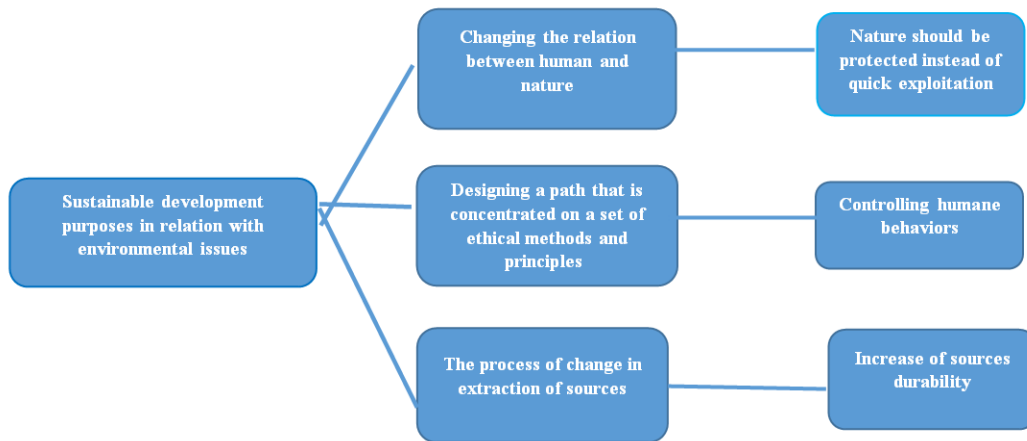 Sustainable development
purposes in relation with
environmental issues
Changing the relation
between human and
nature
Nature should be
protected instead of
quick exploitation
Designing a path that is
concentrated on a set of
ethical methods and
principles
Controlling humane
behaviors
The process of change in
extraction of sources
Increase of sources
durability